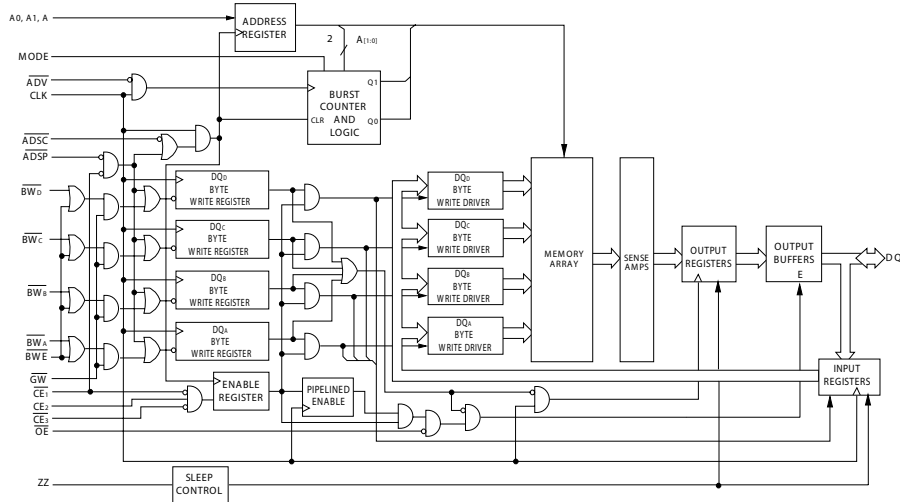 A0, A1, A
ADDRESS
REGISTER
2 A[1:0]
MODE
ADV
CLK
BURST
COUNTER
AND
LOGIC
CLR
Q1
Q0
ADSC
ADSP
BWD
DQD
BYTE
WRITE REGISTER
DQD
BYTE
WRITE DRIVER
BWC
DQC
BYTE
WRITE REGISTER
DQC
BYTE
WRITE DRIVER
MEMORY
ARRAY
SENSE
AMPS
OUTPUT
REGISTERS
OUTPUT
BUFFERS
E
DQ
BWB
DQB
BYTE
WRITE REGISTER
DQB
BYTE
WRITE DRIVER
BWA
BWE
DQA
BYTE
WRITE REGISTER
DQA
BYTE
WRITE DRIVER
GW
CE1
CE2
CE3
OE
ENABLE
REGISTER
PIPELINED
ENABLE
INPUT
REGISTERS
ZZ
SLEEP
CONTROL